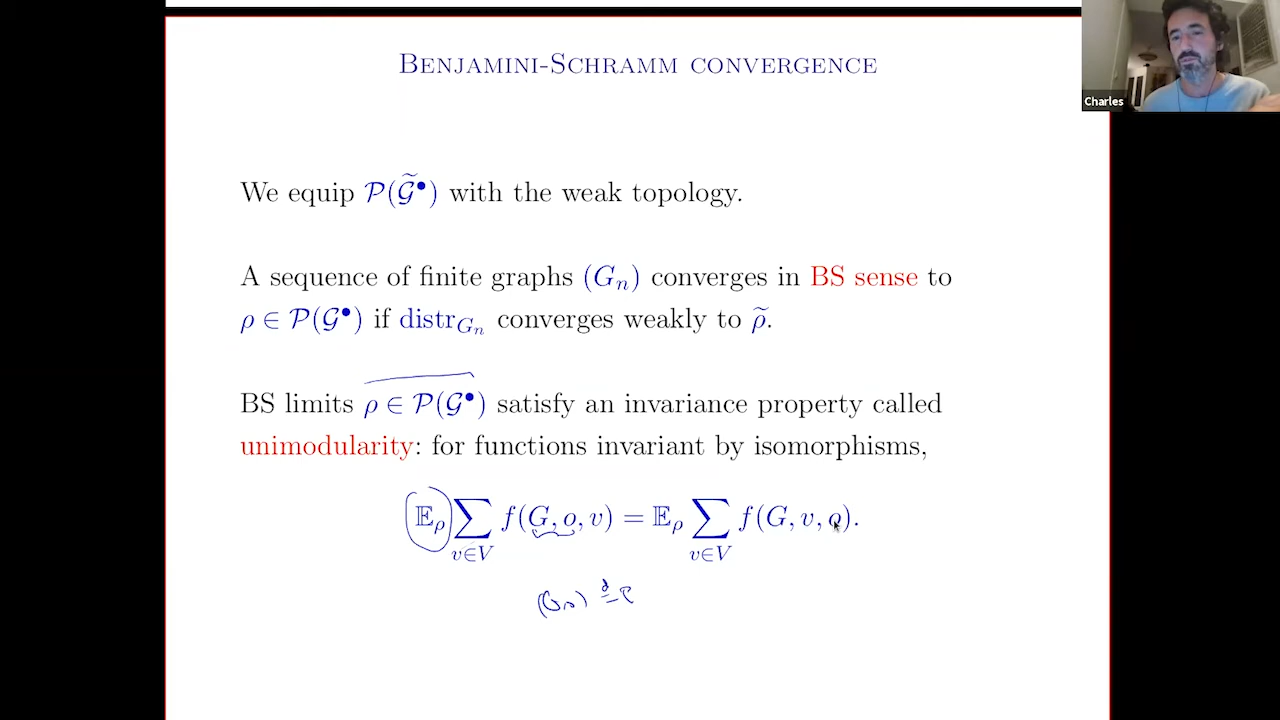 BENJAMINI-SCHRAMM CONVERGENCE
Charles
We equip 𝒫(𝒢̃•) with the weak topology.
A sequence of finite graphs (Gₙ) converges in BS sense to
ρ ∈ 𝒫(𝒢•) if distr_{Gₙ} converges weakly to ρ̃.
BS limits ρ ∈ 𝒫(𝒢•) satisfy an invariance property called
unimodularity: for functions invariant by isomorphisms,
𝔼_ρ ∑_{v∈V} f(G, o, v) = 𝔼_ρ ∑_{v∈V} f(G, v, o).